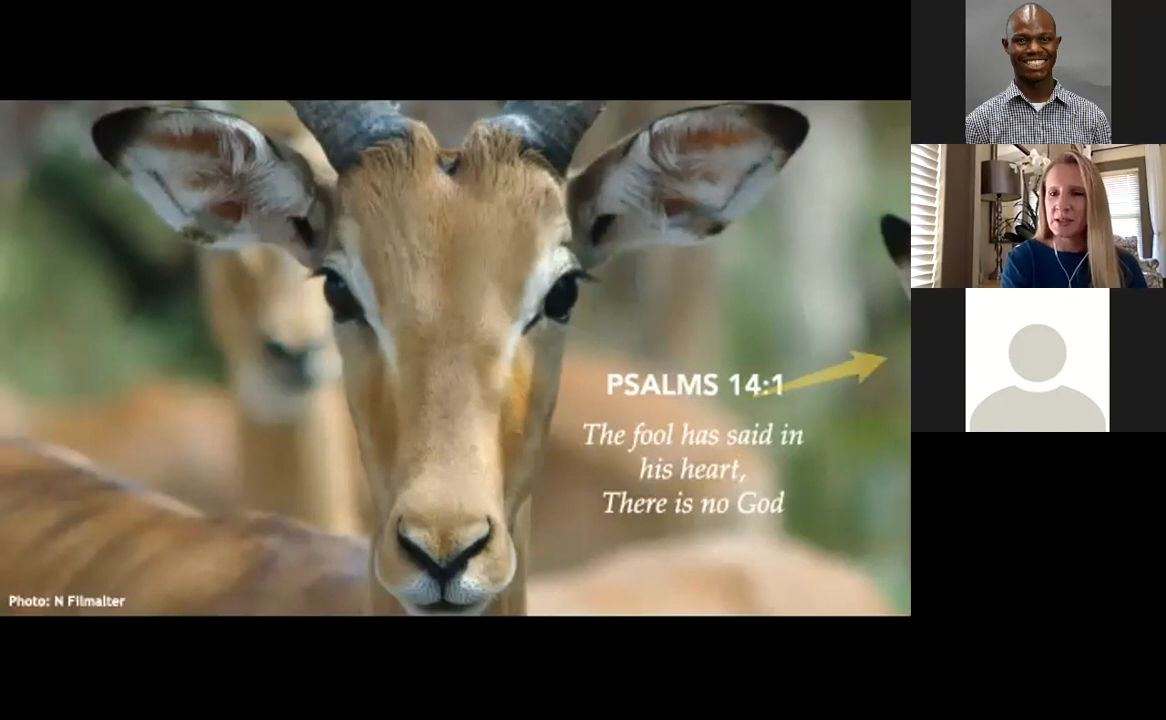 PSALMS 14:1
The fool has said in
his heart,
There is no God
Photo: N Filmalter